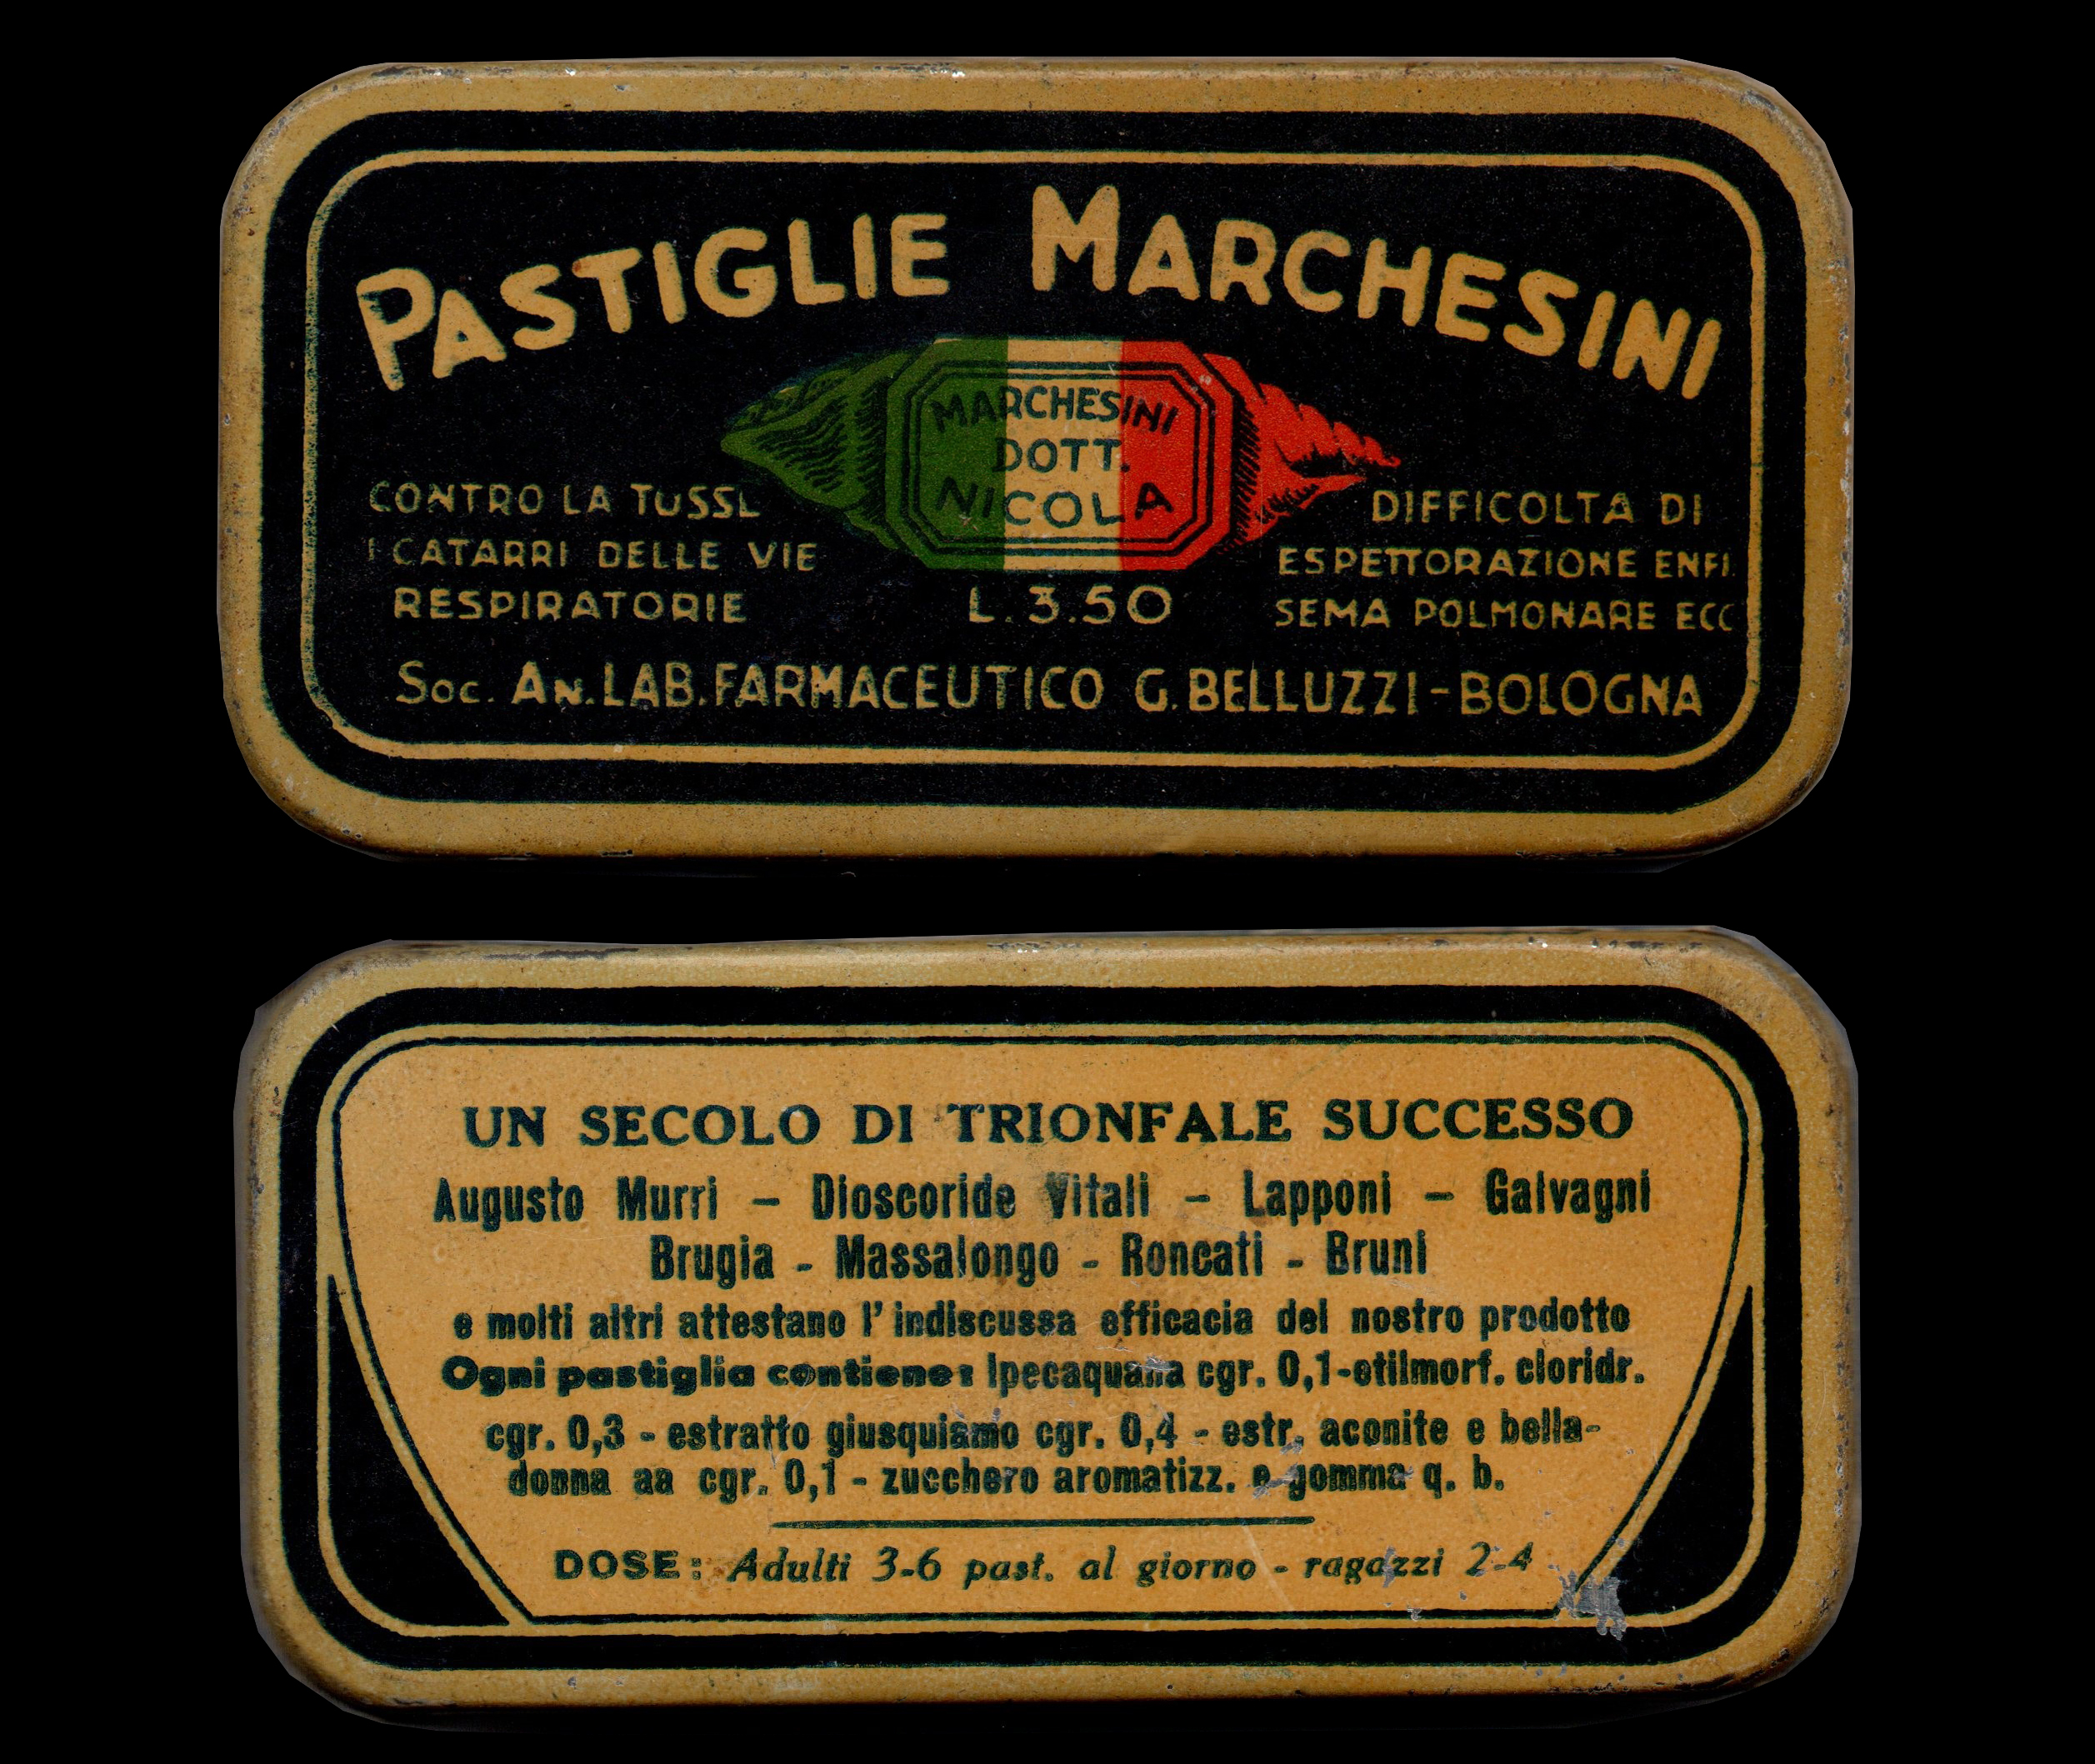 PASTIGLIE MARCHESINI
MARCHESINI
DOTT.
NICOLA
CONTRO LA TUSSE
I CATARRI DELLE VIE
RESPIRATORIE
L. 3.50
DIFFICOLTA DI
ESPETTORAZIONE ENFI.
SEMA POLMONARE ECC
Soc. AN. LAB. FARMACEUTICO G. BELLUZZI - BOLOGNA
UN SECOLO DI TRIONFALE SUCCESSO
Augusto Murri – Dioscoride Vitali – Lapponi – Galvagni
Brugia - Massalongo - Roncati - Bruni
e molti altri attestano l'indiscussa efficacia del nostro prodotto
Ogni pastiglia contiene: Ipecaquana cgr. 0,1-etilmorf. cloridr.
cgr. 0,3 - estratto giusquiamo cgr. 0,4 - estr. aconite e bella-
donna aa cgr. 0,1 - zucchero aromatizz. e gomma q. b.
DOSE: Adulti 3-6 past. al giorno - ragazzi 2-4